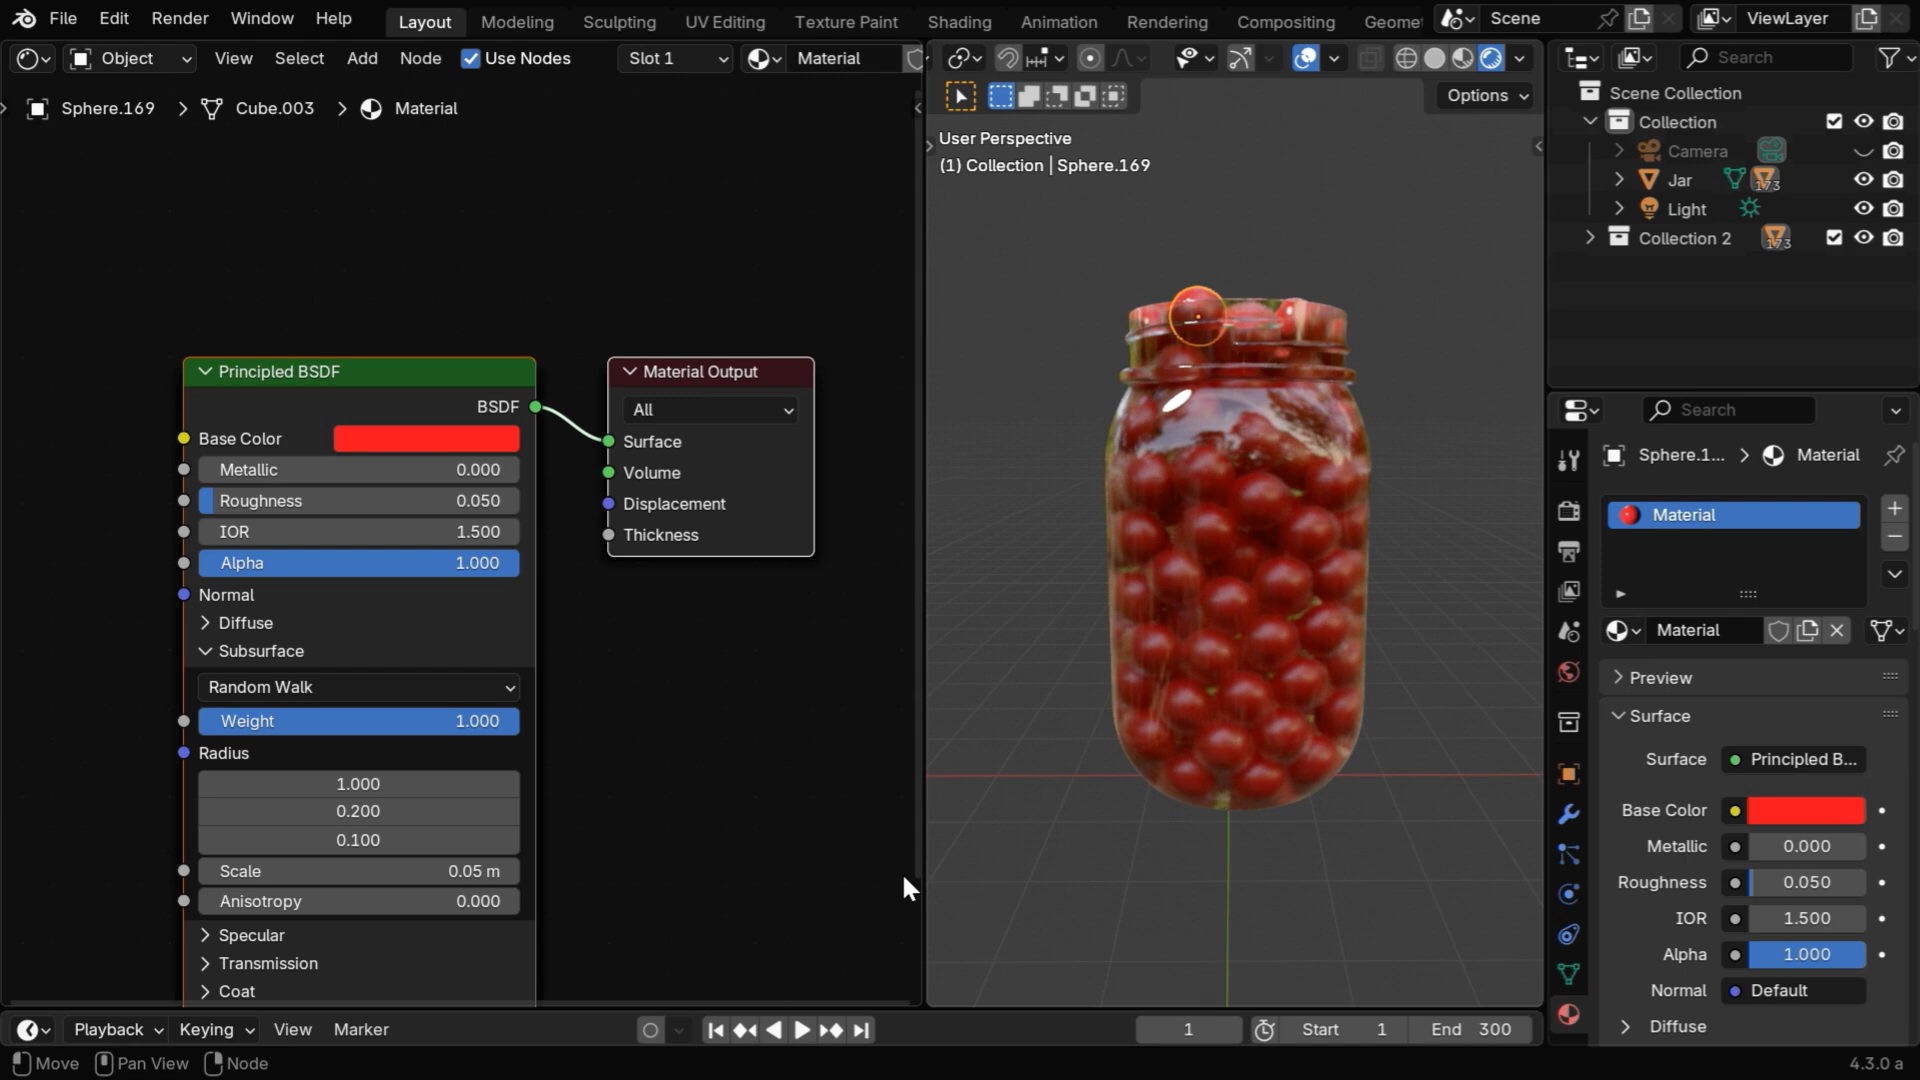 File Edit Render Window Help Layout Modeling Sculpting UV Editing Texture Paint Shading Animation Rendering Compositing Geomet Scene ViewLayer
Object View Select Add Node Use Nodes Slot 1 Material
Sphere.169 > Cube.003 > Material
Principled BSDF
BSDF
Base Color
Metallic 0.000
Roughness 0.050
IOR 1.500
Alpha 1.000
Normal
Diffuse
Subsurface
Random Walk
Weight 1.000
Radius
1.000
0.200
0.100
Scale 0.05 m
Anisotropy 0.000
Specular
Transmission
Coat
Material Output
All
Surface
Volume
Displacement
Thickness
Options
User Perspective
(1) Collection | Sphere.169
Search
Scene Collection
Collection
Camera
Jar 173
Light
Collection 2 173
Search
Sphere.1... > Material
Material
Material
Preview
Surface
Surface Principled B...
Base Color
Metallic 0.000
Roughness 0.050
IOR 1.500
Alpha 1.000
Normal Default
Diffuse
Playback Keying View Marker 1 Start 1 End 300
Move Pan View Node 4.3.0 a